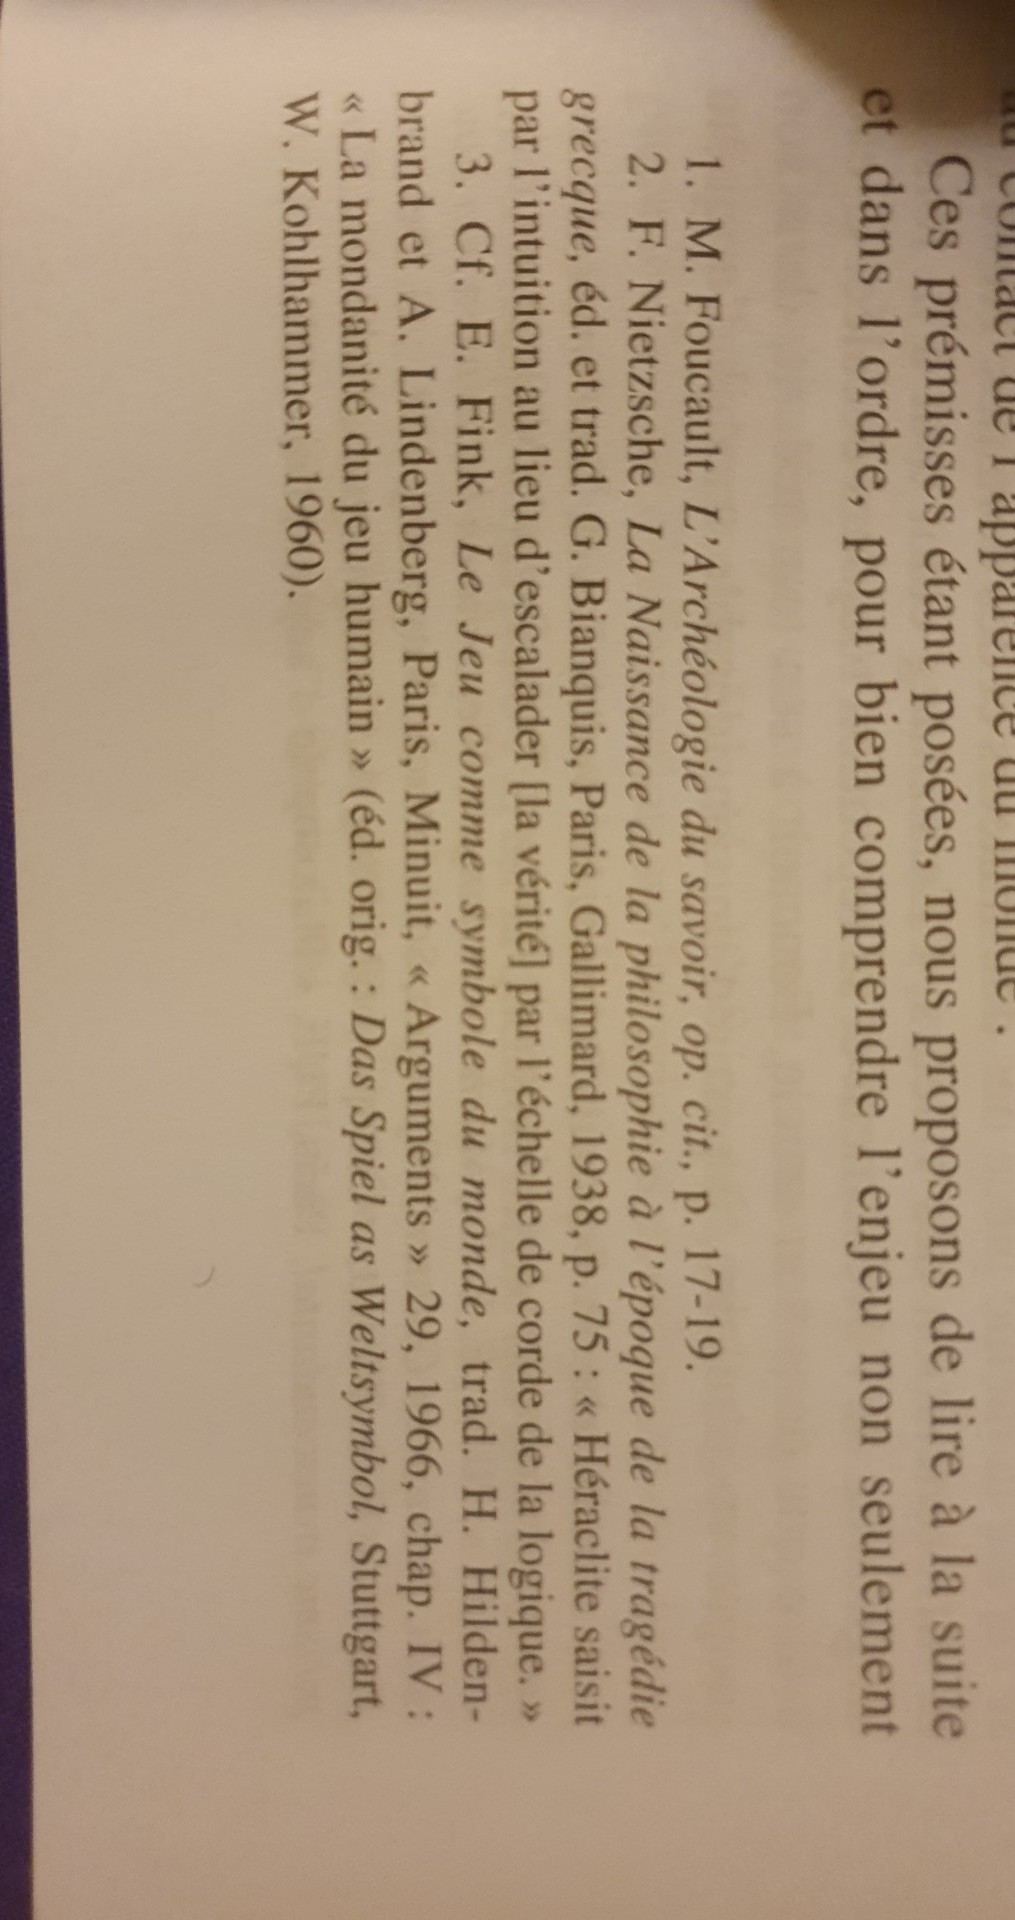 contact de l'apparence du monde.
Ces prémisses étant posées, nous proposons de lire à la suite
et dans l'ordre, pour bien comprendre l'enjeu non seulement
1. M. Foucault, L'Archéologie du savoir, op. cit., p. 17-19.
2. F. Nietzsche, La Naissance de la philosophie à l'époque de la tragédie
grecque, éd. et trad. G. Bianquis, Paris, Gallimard, 1938, p. 75 : « Héraclite saisit
par l'intuition au lieu d'escalader [la vérité] par l'échelle de corde de la logique. »
3. Cf. E. Fink, Le Jeu comme symbole du monde, trad. H. Hilden-
brand et A. Lindenberg, Paris, Minuit, « Arguments » 29, 1966, chap. IV :
« La mondanité du jeu humain » (éd. orig. : Das Spiel as Weltsymbol, Stuttgart,
W. Kohlhammer, 1960).